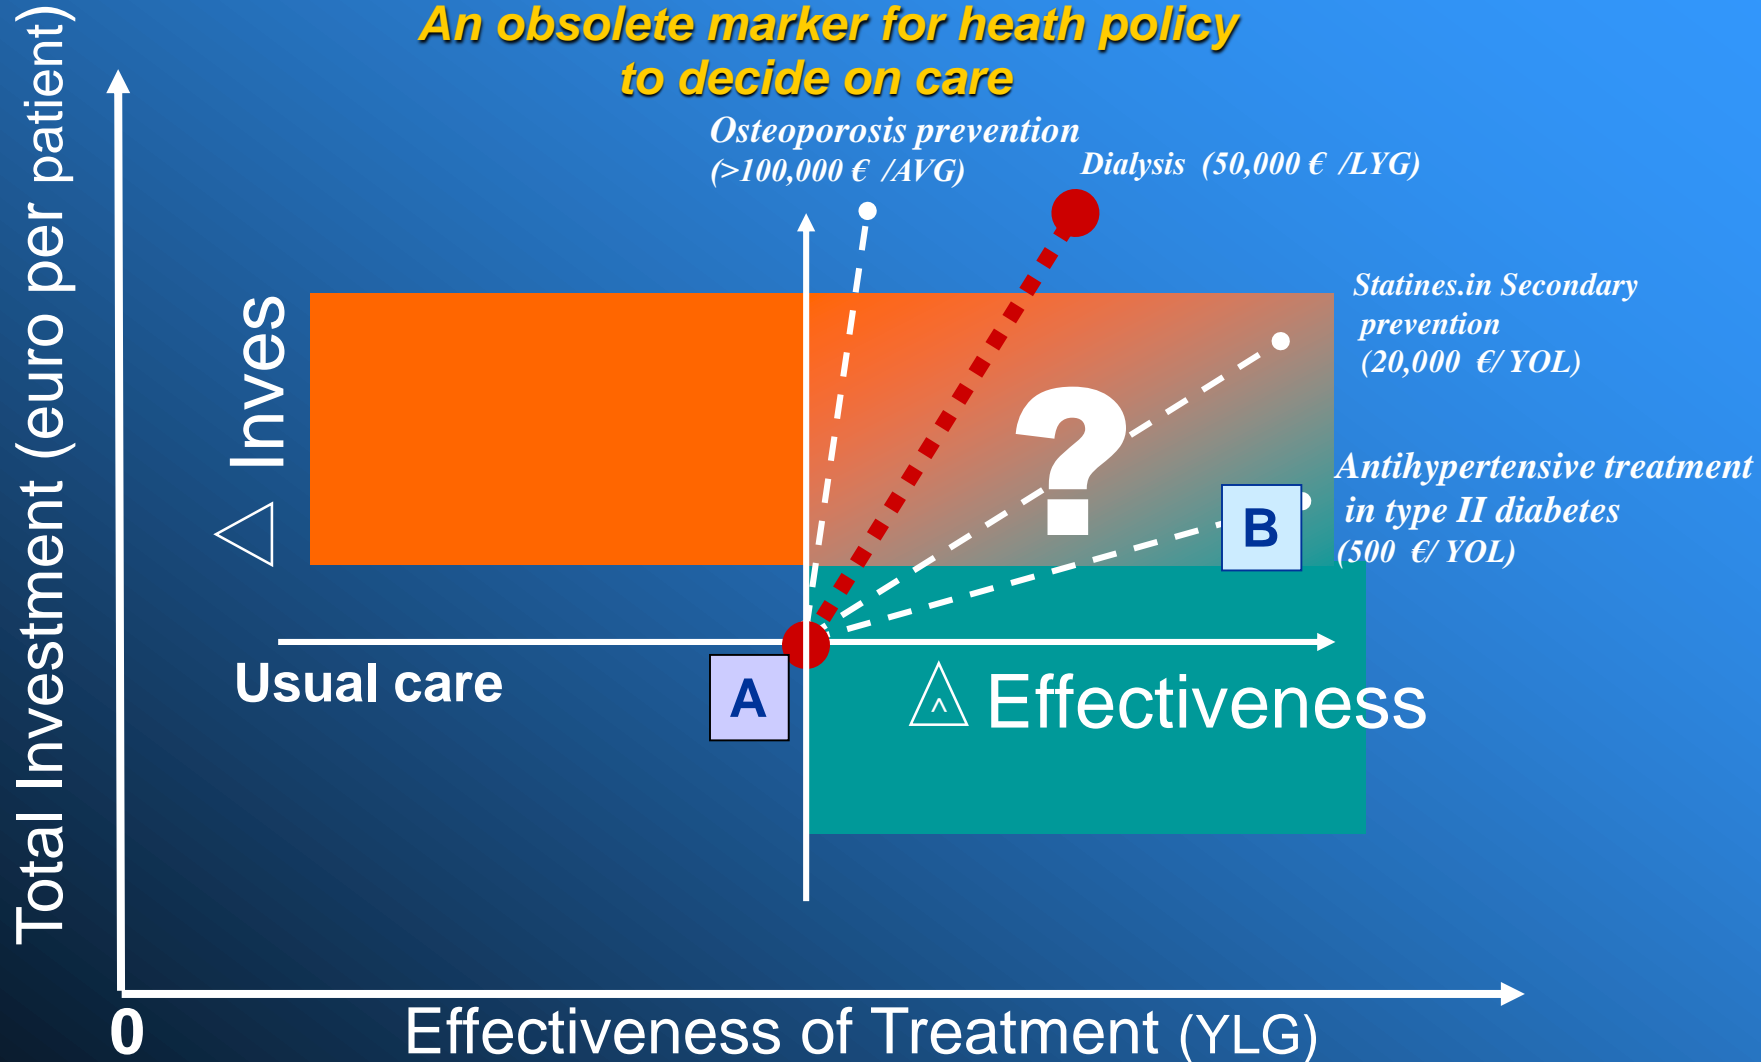 An obsolete marker for heath policy
to decide on care
Total Investment (euro per patient)
Osteoporosis prevention
(>100,000 € /AVG)
Dialysis (50,000 € /LYG)
△ Inves
Statines.in Secondary
prevention
(20,000 €/ YOL)
?
Antihypertensive treatment
in type II diabetes
(500 €/ YOL)
B
Usual care
A
△ Effectiveness
0
Effectiveness of Treatment (YLG)